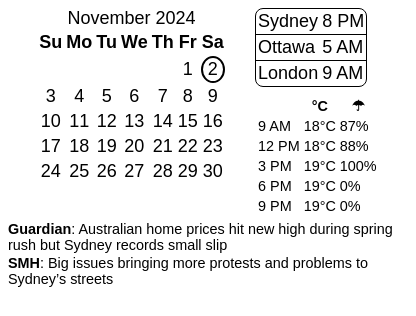 November 2024
Su Mo Tu We Th Fr Sa
1 2
3 4 5 6 7 8 9
10 11 12 13 14 15 16
17 18 19 20 21 22 23
24 25 26 27 28 29 30
Sydney 8 PM
Ottawa 5 AM
London 9 AM
°C ☂
9 AM 18°C 87%
12 PM 18°C 88%
3 PM 19°C 100%
6 PM 19°C 0%
9 PM 19°C 0%
Guardian: Australian home prices hit new high during spring
rush but Sydney records small slip
SMH: Big issues bringing more protests and problems to
Sydney’s streets